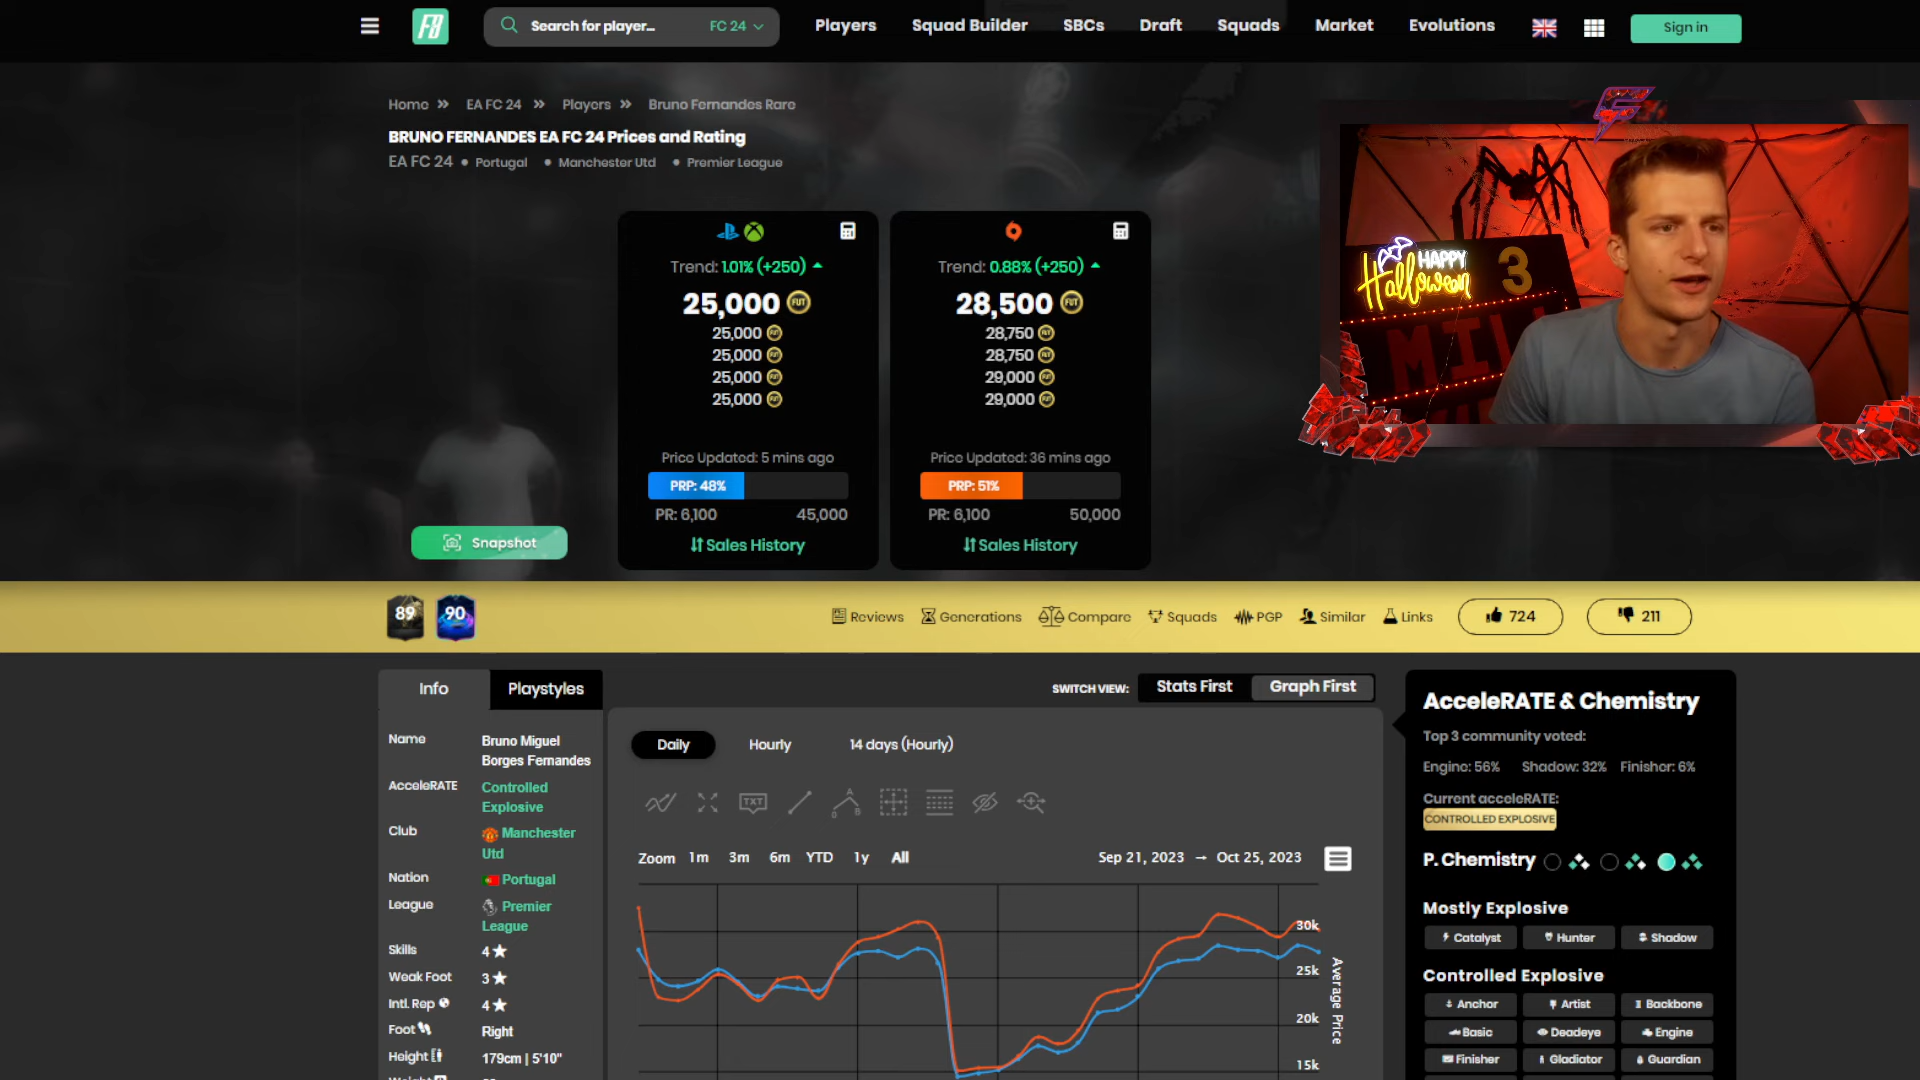 FB
Search for player...
FC 24
Players
Squad Builder
SBCs
Draft
Squads
Market
Evolutions
Sign in
Home » EA FC 24 » Players » Bruno Fernandes Rare
BRUNO FERNANDES EA FC 24 Prices and Rating
EA FC 24 • Portugal • Manchester Utd • Premier League
Trend: 1.01% (+250)
25,000
25,000
25,000
25,000
25,000
Price Updated: 5 mins ago
PRP: 48%
PR: 6,100 45,000
Sales History
Trend: 0.88% (+250)
28,500
28,750
28,750
29,000
29,000
Price Updated: 36 mins ago
PRP: 51%
PR: 6,100 50,000
Sales History
HAPPY
Halloween
3
MILL
Snapshot
89 90
Reviews
Generations
Compare
Squads
PGP
Similar
Links
724
211
Info
Playstyles
Name Bruno Miguel
Borges Fernandes
AcceleRATE Controlled
Explosive
Club Manchester
Utd
Nation Portugal
League Premier
League
Skills 4★
Weak Foot 3★
Intl. Rep 4★
Foot Right
Height 179cm | 5'10"
SWITCH VIEW:
Stats First
Graph First
Daily
Hourly
14 days (Hourly)
TXT
Zoom 1m 3m 6m YTD 1y All
Sep 21, 2023 → Oct 25, 2023
30k
25k
20k
15k
Average Price
AcceleRATE & Chemistry
Top 3 community voted:
Engine: 56% Shadow: 32% Finisher: 6%
Current acceleRATE:
CONTROLLED EXPLOSIVE
P. Chemistry
Mostly Explosive
Catalyst Hunter Shadow
Controlled Explosive
Anchor Artist Backbone
Basic Deadeye Engine
Finisher Gladiator Guardian